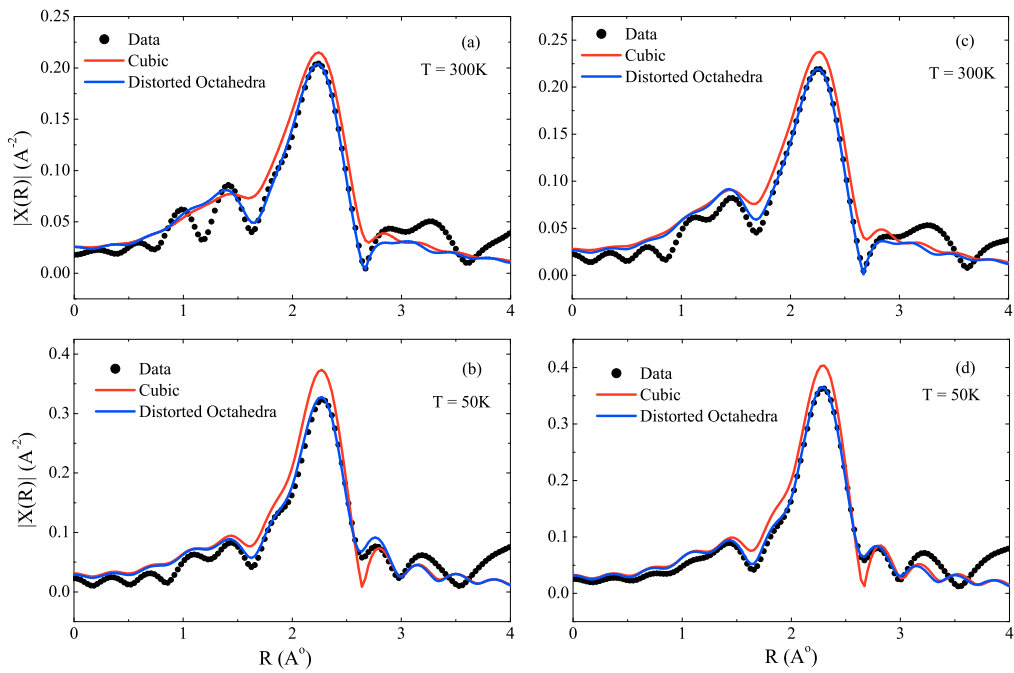 0.25
0.20
0.15
0.10
0.05
0.00
|X(R)| (A⁻²)
Data
Cubic
Distorted Octahedra
(a)
T = 300K
0 1 2 3 4
0.25
0.20
0.15
0.10
0.05
0.00
Data
Cubic
Distorted Octahedra
(c)
T = 300K
0 1 2 3 4
0.4
0.3
0.2
0.1
0.0
|X(R)| (A⁻²)
Data
Cubic
Distorted Octahedra
(b)
T = 50K
0 1 2 3 4
R (Aº)
0.4
0.3
0.2
0.1
0.0
Data
Cubic
Distorted Octahedra
(d)
T = 50K
0 1 2 3 4
R (Aº)